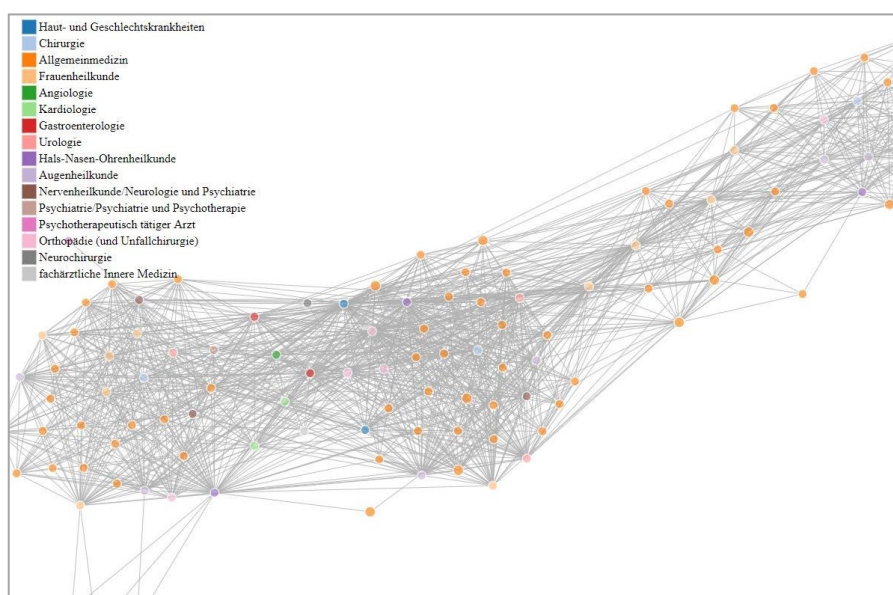 Haut- und Geschlechtskrankheiten
Chirurgie
Allgemeinmedizin
Frauenheilkunde
Angiologie
Kardiologie
Gastroenterologie
Urologie
Hals-Nasen-Ohrenheilkunde
Augenheilkunde
Nervenheilkunde/Neurologie und Psychiatrie
Psychiatrie/Psychiatrie und Psychotherapie
Psychotherapeutisch tätiger Arzt
Orthopädie (und Unfallchirurgie)
Neurochirurgie
fachärztliche Innere Medizin